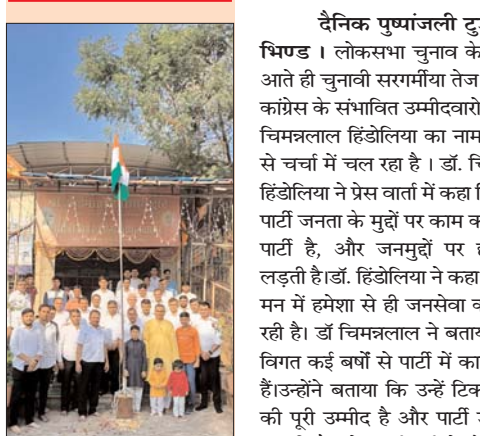 दैनिक पुष्पांजली
भिण्ड । लोकसभा चुनाव के
आते ही चुनावी सरगर्मीया तेज
कांग्रेस के संभावित उम्मीदवारो
चिमन्नलाल हिंडोलिया का नाम
से चर्चा में चल रहा है । डॉ.
हिंडोलिया ने प्रेस वार्ता में कहा
पार्टी जनता के मुद्दों पर काम
पार्टी है, और जनमुद्दों पर
लड़ती है।डॉ. हिंडोलिया ने कहा
मन में हमेशा से ही जनसेवा
रही है। डॉ चिमन्नलाल ने
विगत कई बर्षों से पार्टी में
हैं।उन्होंने बताया कि उन्हें
की पूरी उम्मीद है और पार्टी